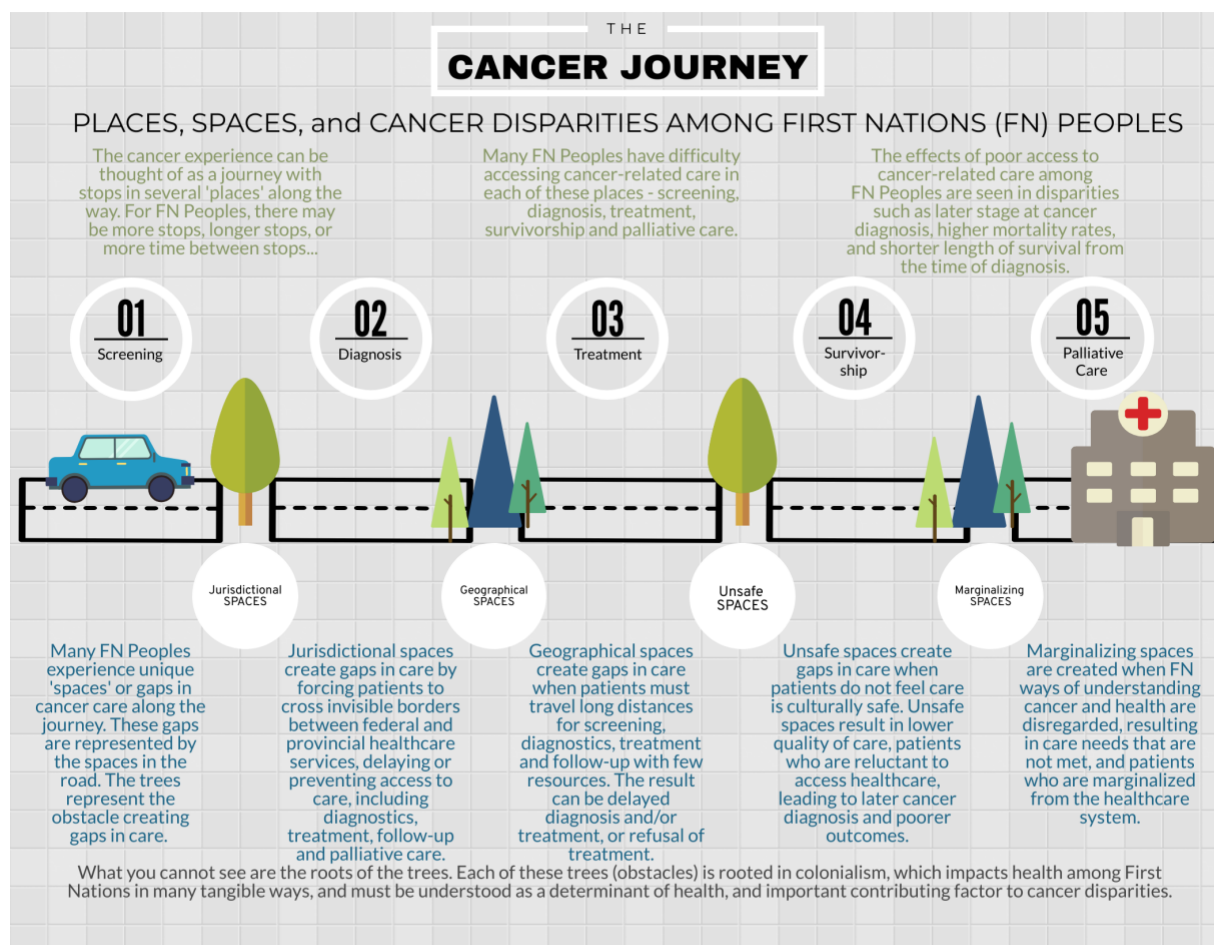 THE
CANCER JOURNEY
PLACES, SPACES, and CANCER DISPARITIES AMONG FIRST NATIONS (FN) PEOPLES
The cancer experience can be
thought of as a journey with
stops in several 'places' along the
way. For FN Peoples, there may
be more stops, longer stops, or
more time between stops...
Many FN Peoples have difficulty
accessing cancer-related care in
each of these places - screening,
diagnosis, treatment,
survivorship and palliative care.
The effects of poor access to
cancer-related care among
FN Peoples are seen in disparities
such as later stage at cancer
diagnosis, higher mortality rates,
and shorter length of survival from
the time of diagnosis.
01
Screening
02
Diagnosis
03
Treatment
04
Survivor-
ship
05
Palliative
Care
Jurisdictional
SPACES
Geographical
SPACES
Unsafe
SPACES
Marginalizing
SPACES
Many FN Peoples
experience unique
'spaces' or gaps in
cancer care along the
journey. These gaps
are represented by
the spaces in the
road. The trees
represent the
obstacle creating
gaps in care.
Jurisdictional spaces
create gaps in care by
forcing patients to
cross invisible borders
between federal and
provincial healthcare
services, delaying or
preventing access to
care, including
diagnostics,
treatment, follow-up
and palliative care.
Geographical spaces
create gaps in care
when patients must
travel long distances
for screening,
diagnostics, treatment
and follow-up with few
resources. The result
can be delayed
diagnosis and/or
treatment, or refusal of
treatment.
Unsafe spaces create
gaps in care when
patients do not feel care
is culturally safe. Unsafe
spaces result in lower
quality of care, patients
who are reluctant to
access healthcare,
leading to later cancer
diagnosis and poorer
outcomes.
Marginalizing spaces
are created when FN
ways of understanding
cancer and health are
disregarded, resulting
in care needs that are
not met, and patients
who are marginalized
from the healthcare
system.
What you cannot see are the roots of the trees. Each of these trees (obstacles) is rooted in colonialism, which impacts health among First
Nations in many tangible ways, and must be understood as a determinant of health, and important contributing factor to cancer disparities.